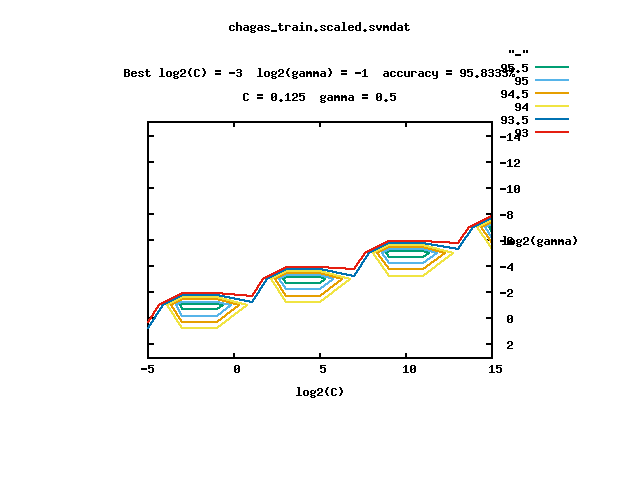 chagas_train.scaled.svmdat
"-"
Best log2(C) = -3  log2(gamma) = -1  accuracy = 95.8333%
95.5
95
C = 0.125  gamma = 0.5
94.5
94
93.5
93
-14
-12
-10
-8
-6
log2(gamma)
-4
-2
0
2
-5 0 5 10 15
log2(C)